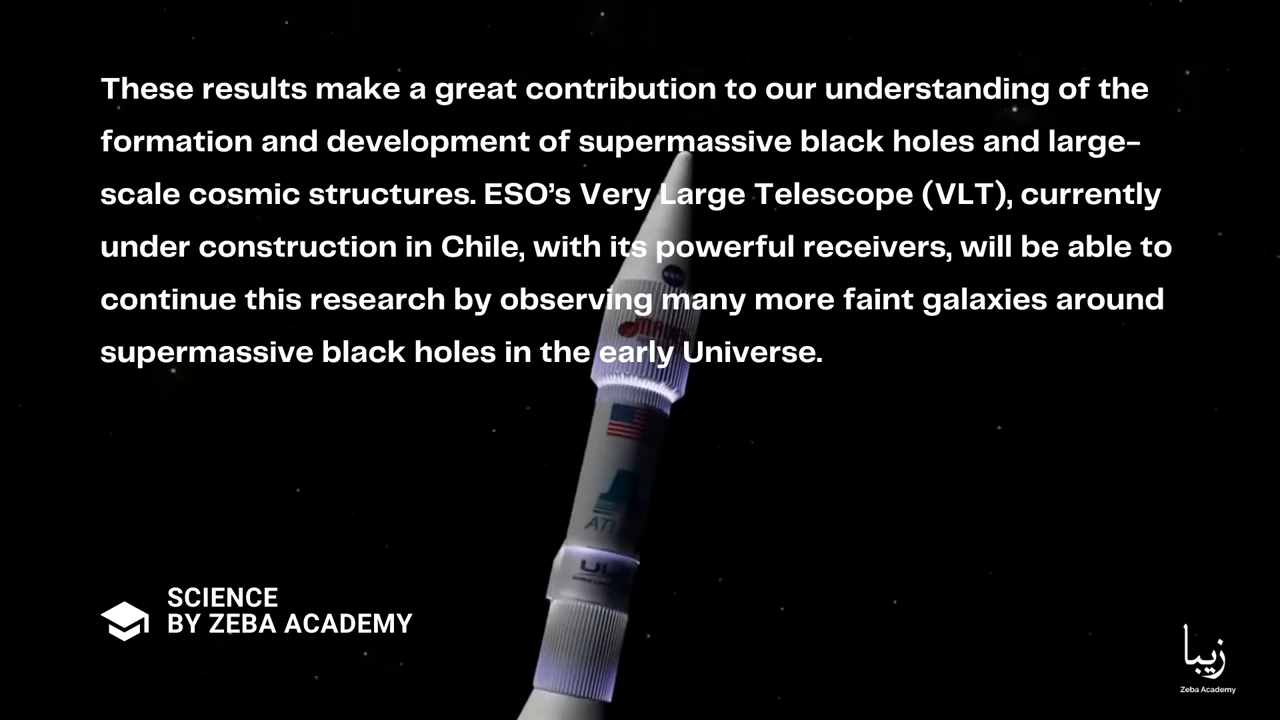 These results make a great contribution to our understanding of the
formation and development of supermassive black holes and large-
scale cosmic structures. ESO’s Very Large Telescope (VLT), currently
under construction in Chile, with its powerful receivers, will be able to
continue this research by observing many more faint galaxies around
supermassive black holes in the early Universe.
SCIENCE
BY ZEBA ACADEMY
زیبا
Zeba Academy